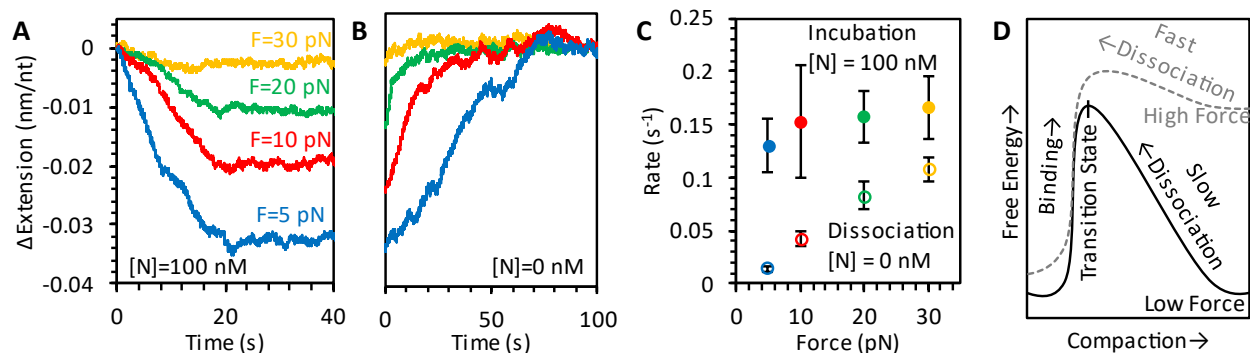 A
ΔExtension (nm/nt)
0
-0.01
-0.02
-0.03
-0.04
F=30 pN
F=20 pN
F=10 pN
F=5 pN
[N]=100 nM
0
20
40
Time (s)
B
[N]=0 nM
0
50
100
Time (s)
C
Rate (s-1)
0.25
0.2
0.15
0.1
0.05
0
Incubation
[N] = 100 nM
Dissociation
[N] = 0 nM
0
10
20
30
Force (pN)
D
Free Energy→
Binding→
Transition State
Fast
←Dissociation
High Force
Slow
←Dissociation
Low Force
Compaction→